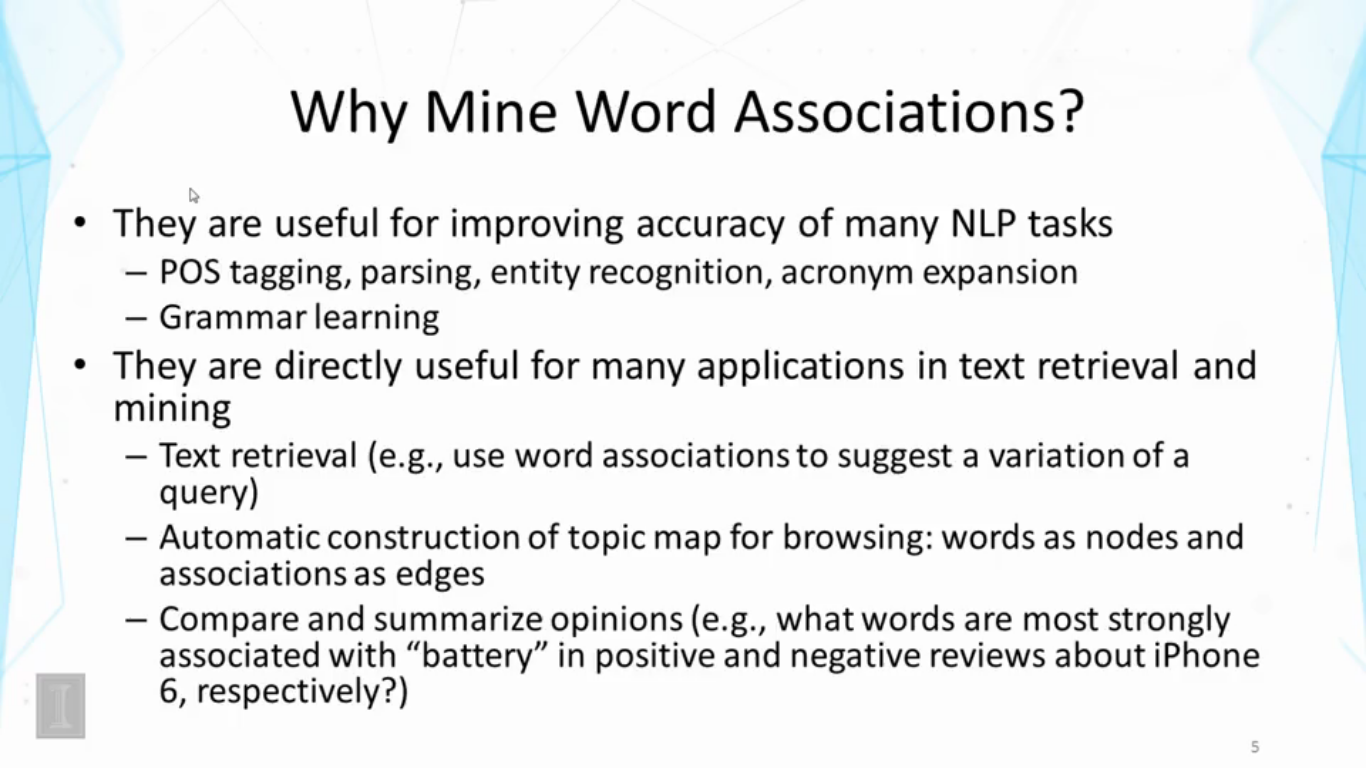 Why Mine Word Associations?
• They are useful for improving accuracy of many NLP tasks
– POS tagging, parsing, entity recognition, acronym expansion
– Grammar learning
• They are directly useful for many applications in text retrieval and
mining
– Text retrieval (e.g., use word associations to suggest a variation of a
query)
– Automatic construction of topic map for browsing: words as nodes and
associations as edges
– Compare and summarize opinions (e.g., what words are most strongly
associated with “battery” in positive and negative reviews about iPhone
6, respectively?)
I
5